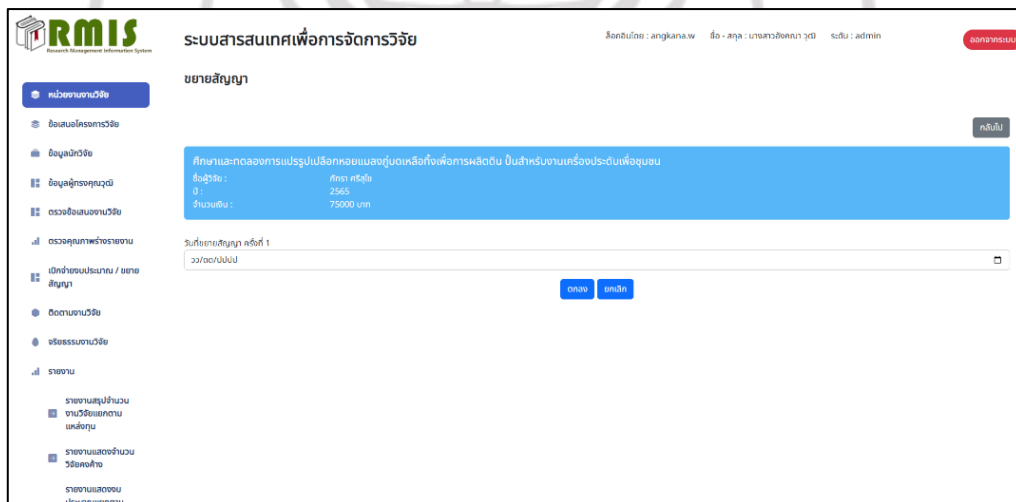 RMIS
Research Management Information System
ระบบสารสนเทศเพื่อการจัดการวิจัย
ล็อกอินโดย : angkana.w ชื่อ - สกุล : นางสาวอังคณา วุฒิ ระดับ : admin
ออกจากระบบ
ขยายสัญญา
หน่วยงานงานวิจัย
ข้อเสนอโครงการวิจัย
กลับไป
ข้อมูลนักวิจัย
ศึกษาและทดลองการแปรรูปเปลือกหอยแมลงภู่บดเหลือทิ้งเพื่อการผลิตดิน ปั้นสำหรับงานเครื่องประดับเพื่อชุมชน
ชื่อผู้วิจัย : ภัทรา ศรีสุโข
ปี : 2565
จำนวนเงิน : 75000 บาท
ข้อมูลผู้ทรงคุณวุฒิ
ตรวจข้อเสนองานวิจัย
ตรวจคุณภาพร่างรายงาน
วันที่ขยายสัญญา ครั้งที่ 1
วว/ดด/ปปปป
เบิกจ่ายงบประมาณ / ขยาย
สัญญา
ตกลง ยกเลิก
ติดตามงานวิจัย
จริยธรรมงานวิจัย
รายงาน
รายงานสรุปจำนวน
งานวิจัยแยกตาม
แหล่งทุน
รายงานแสดงจำนวน
วิจัยคงค้าง
รายงานแสดงงบ
ประมาณแยกตาม